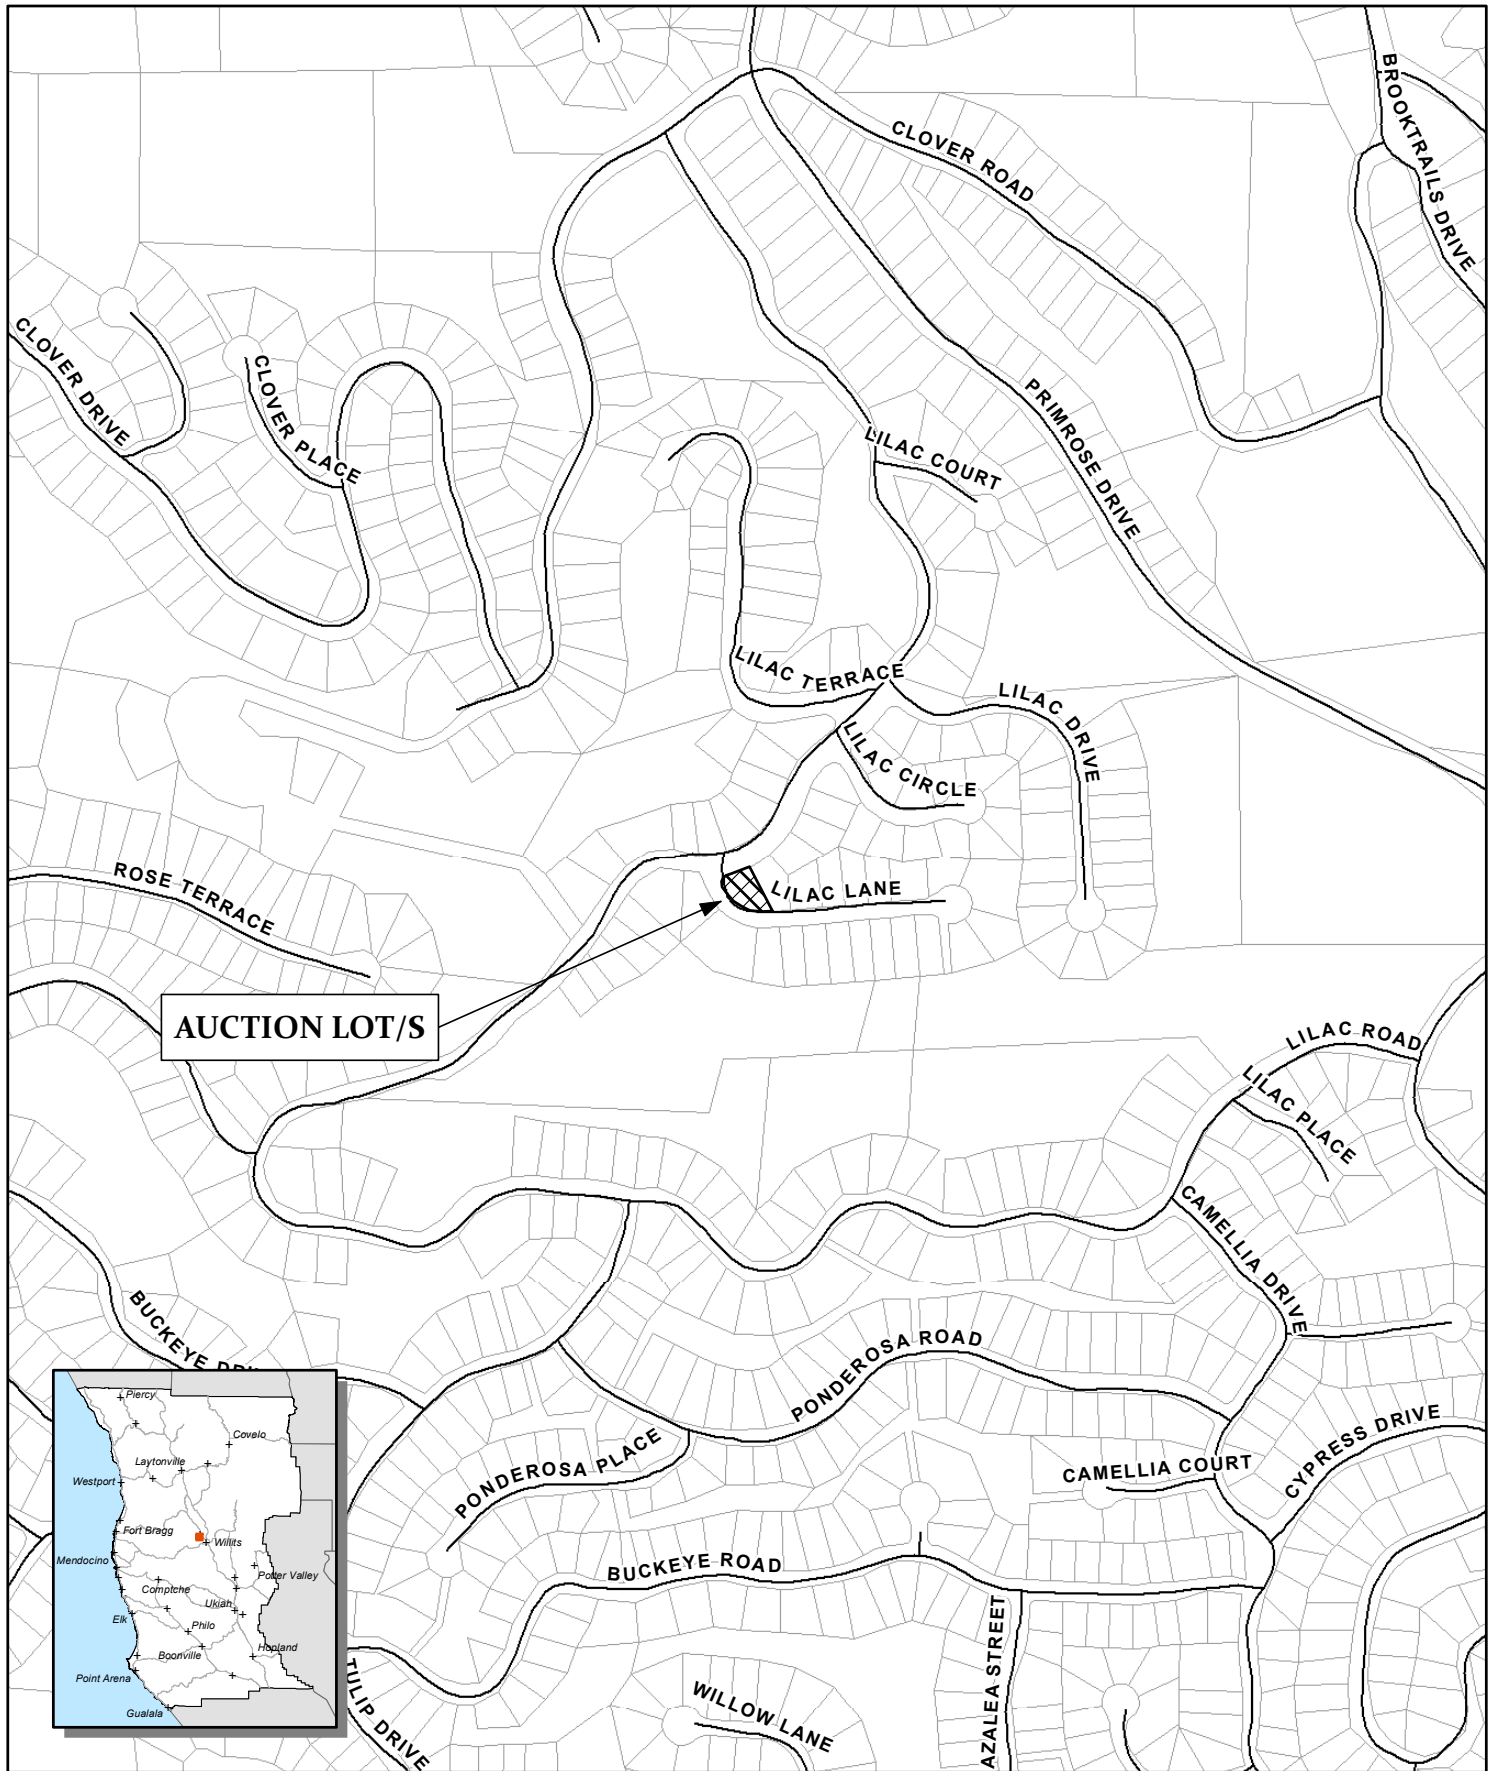 BROOKTRAILS DRIVE
CLOVER ROAD
CLOVER DRIVE
CLOVER PLACE
PRIMROSE DRIVE
LILAC COURT
LILAC TERRACE
LILAC DRIVE
LILAC CIRCLE
ROSE TERRACE
LILAC LANE
AUCTION LOT/S
LILAC ROAD
LILAC PLACE
CAMELLIA DRIVE
BUCKEYE
PONDEROSA ROAD
PONDEROSA PLACE
CAMELLIA COURT
CYPRESS DRIVE
BUCKEYE ROAD
AZALEA STREET
TULIP DRIVE
WILLOW LANE
Piercy
Covelo
Laytonville
Westport
Fort Bragg
Willits
Mendocino
Potter Valley
Comptche
Ukiah
Elk
Philo
Boonville
Hopland
Point Arena
Gualala